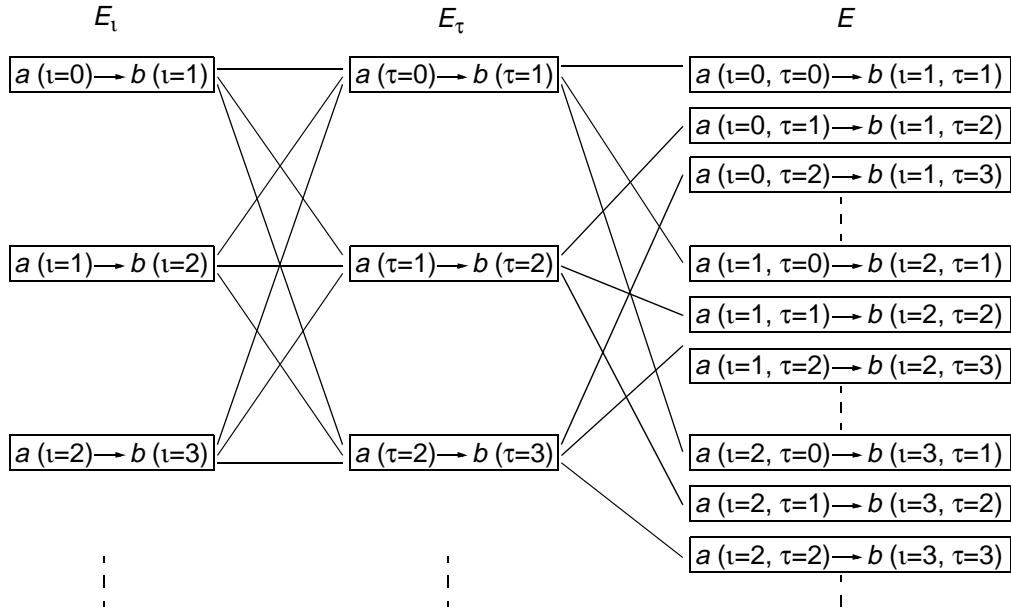 Eι Eτ E
a (ι=0)→ b (ι=1) a (τ=0)→ b (τ=1) a (ι=0, τ=0)→ b (ι=1, τ=1)
a (ι=0, τ=1)→ b (ι=1, τ=2)
a (ι=0, τ=2)→ b (ι=1, τ=3)
a (ι=1)→ b (ι=2) a (τ=1)→ b (τ=2) a (ι=1, τ=0)→ b (ι=2, τ=1)
a (ι=1, τ=1)→ b (ι=2, τ=2)
a (ι=1, τ=2)→ b (ι=2, τ=3)
a (ι=2)→ b (ι=3) a (τ=2)→ b (τ=3) a (ι=2, τ=0)→ b (ι=3, τ=1)
a (ι=2, τ=1)→ b (ι=3, τ=2)
a (ι=2, τ=2)→ b (ι=3, τ=3)